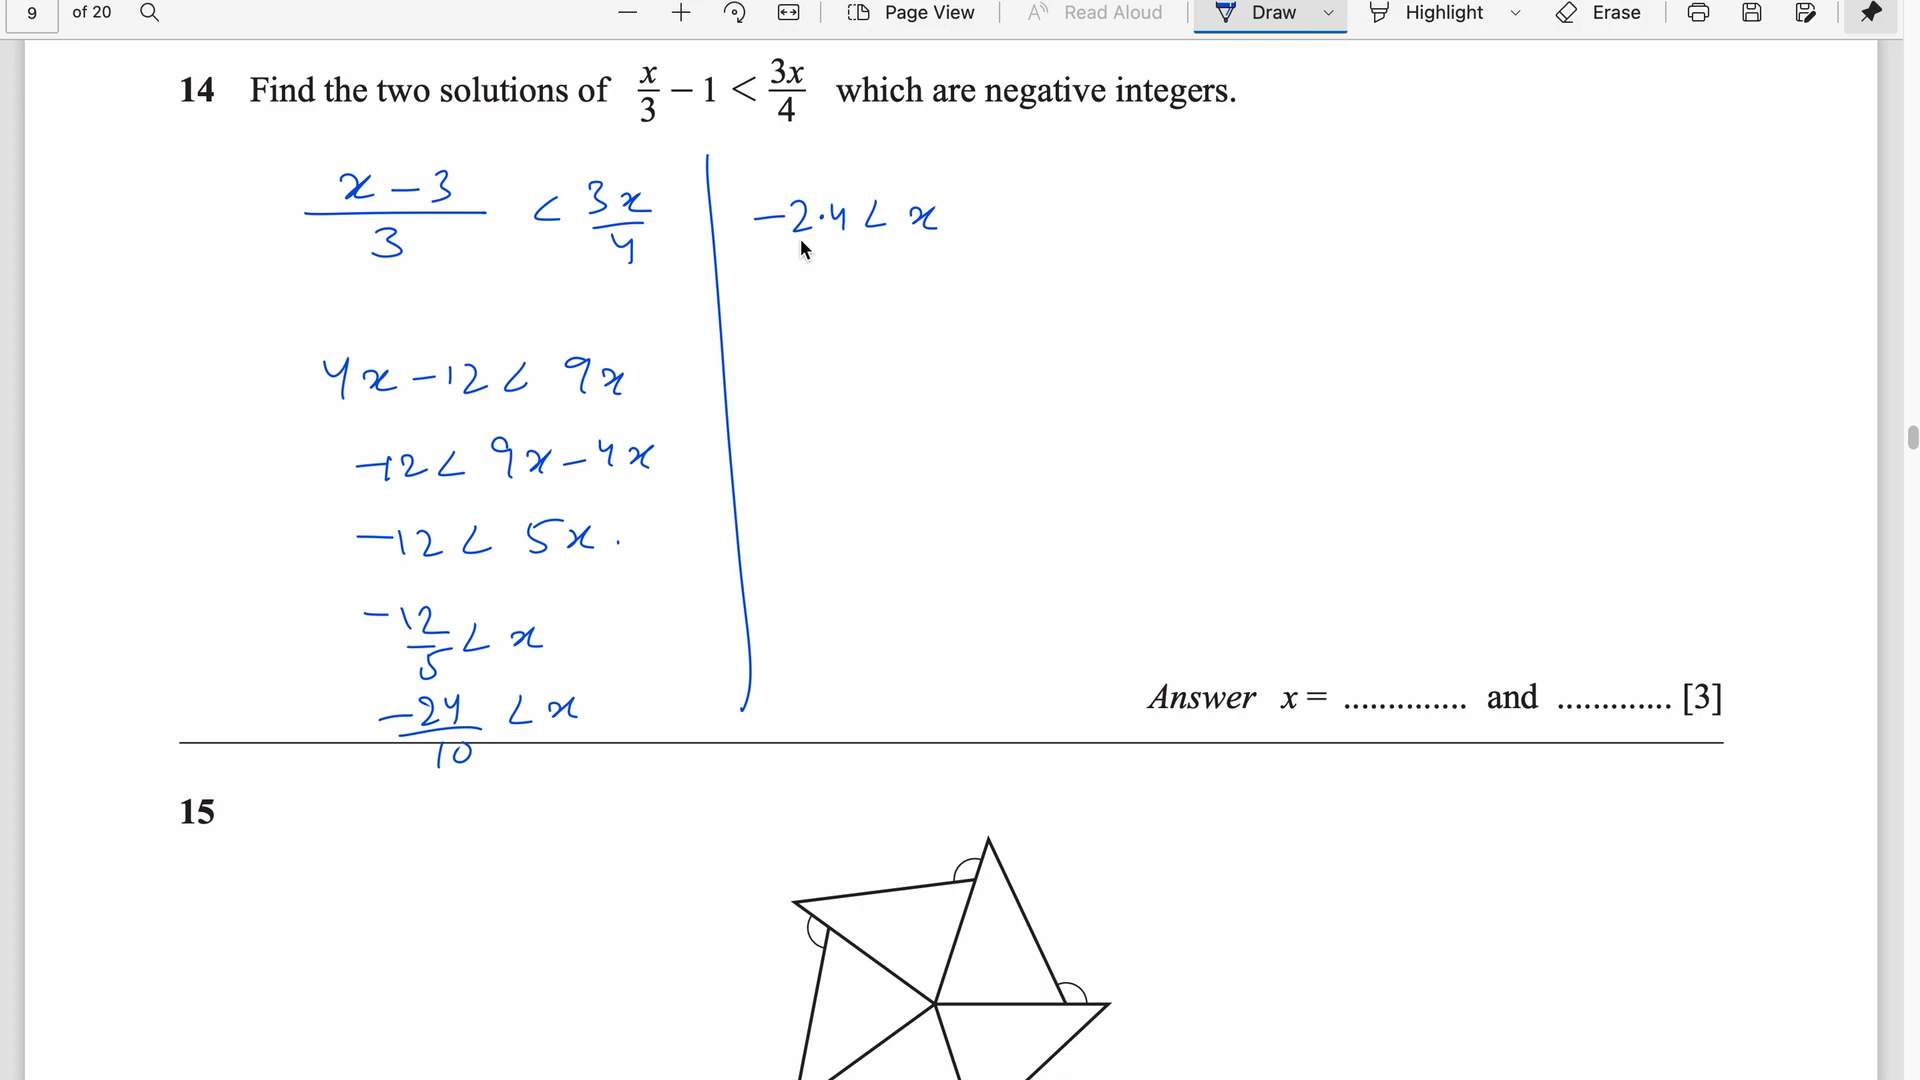 9 of 20 Page View Read Aloud Draw Highlight Erase
14 Find the two solutions of x/3 − 1 < 3x/4 which are negative integers.
(x − 3)/3 < 3x/4
4x − 12 < 9x
−12 < 9x − 4x
−12 < 5x .
−12/5 < x
−24/10 < x
−2·4 < x
Answer x = .............. and ............. [3]
15